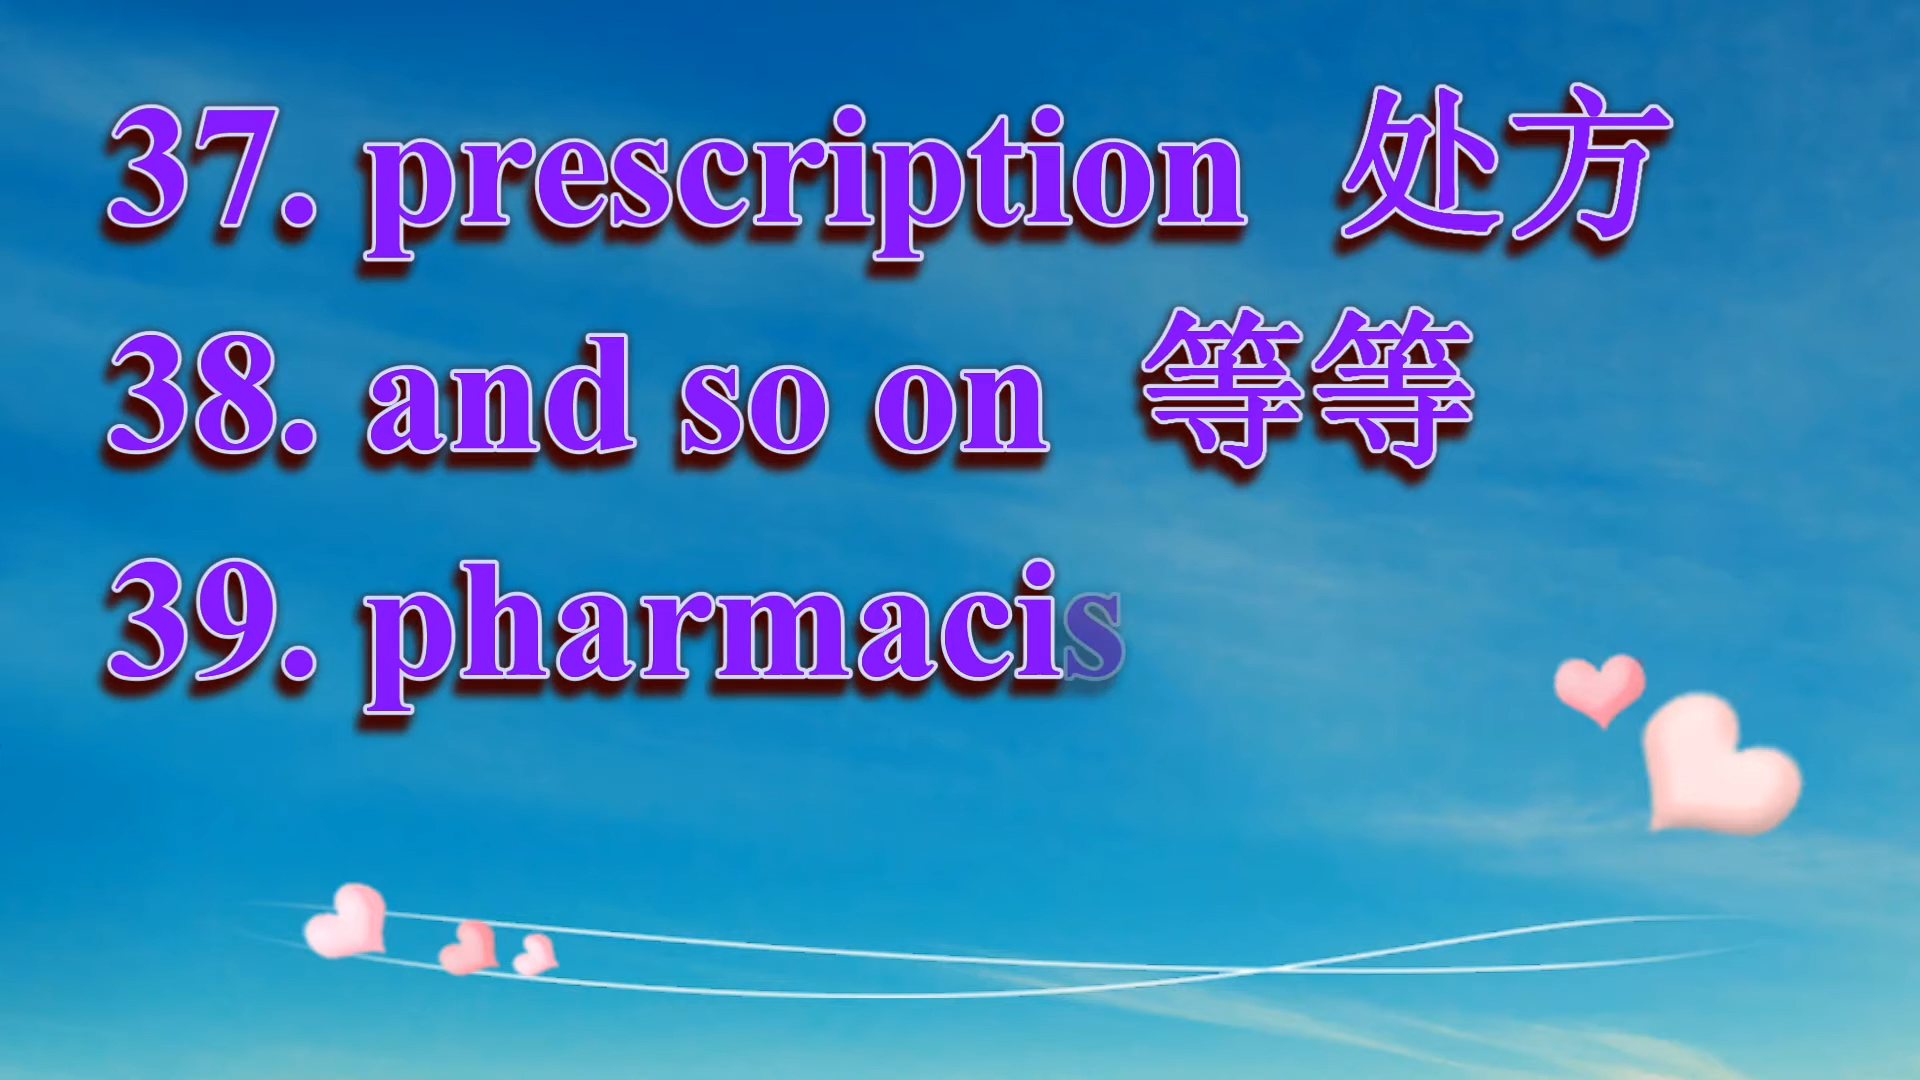 37. prescription 处方
38. and so on 等等
39. pharmacis